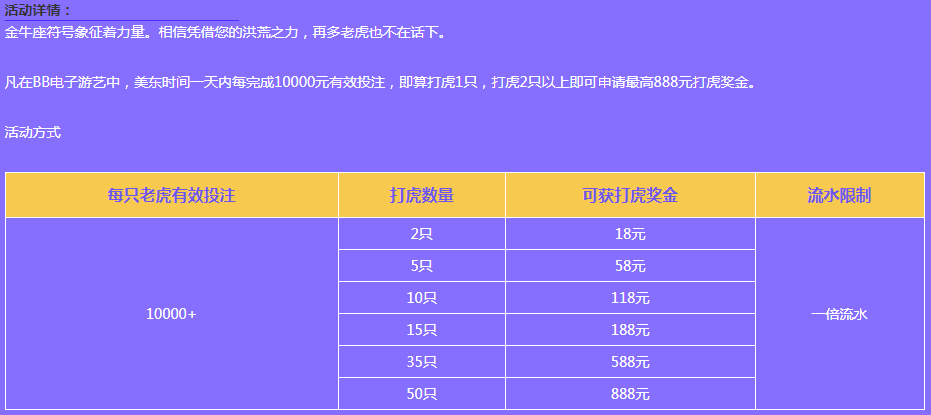 活动详情：
金牛座符号象征着力量。相信凭借您的洪荒之力，再多老虎也不在话下。
凡在BB电子游艺中，美东时间一天内每完成10000元有效投注，即算打虎1只，打虎2只以上即可申请最高888元打虎奖金。
活动方式
每只老虎有效投注 打虎数量 可获打虎奖金 流水限制
2只 18元
5只 58元
10只 118元
10000+ 15只 188元 一倍流水
35只 588元
50只 888元